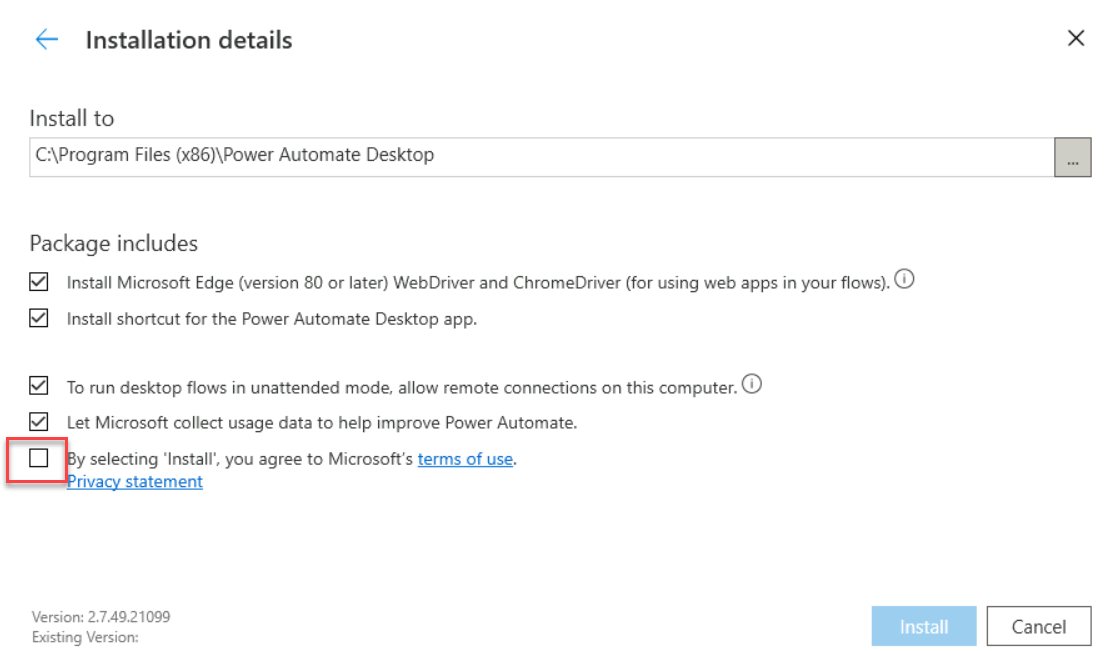 Installation details
Install to
C:\Program Files (x86)\Power Automate Desktop
...
Package includes
Install Microsoft Edge (version 80 or later) WebDriver and ChromeDriver (for using web apps in your flows).
Install shortcut for the Power Automate Desktop app.
To run desktop flows in unattended mode, allow remote connections on this computer.
Let Microsoft collect usage data to help improve Power Automate.
By selecting 'Install', you agree to Microsoft's terms of use.
Privacy statement
Version: 2.7.49.21099
Existing Version:
Install
Cancel